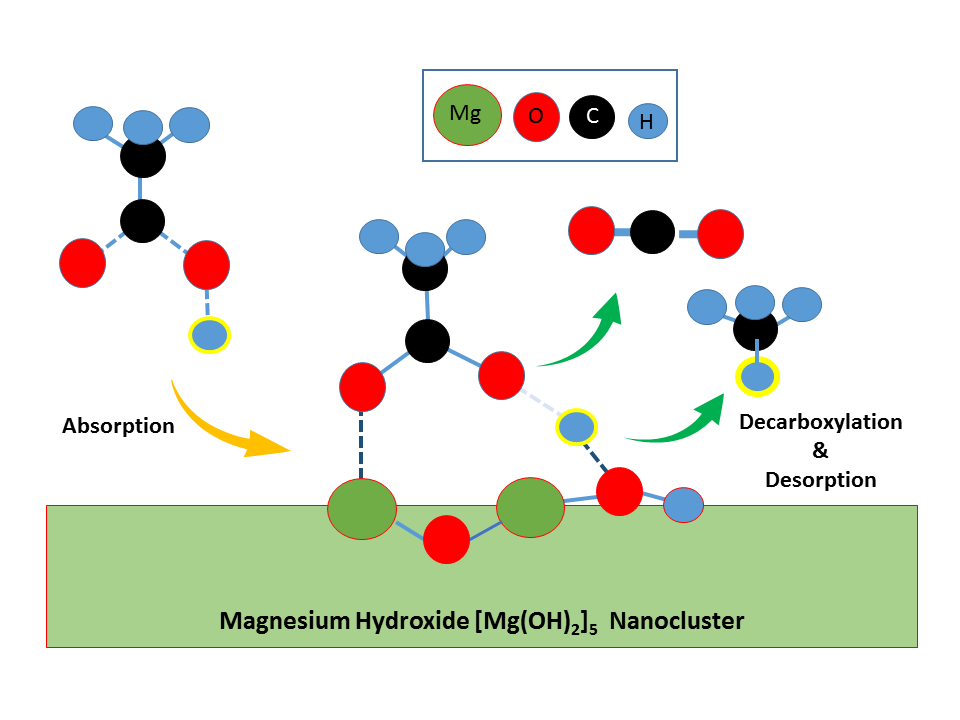 Mg O C H
Absorption
Decarboxylation
&
Desorption
Magnesium Hydroxide [Mg(OH)₂]₅ Nanocluster